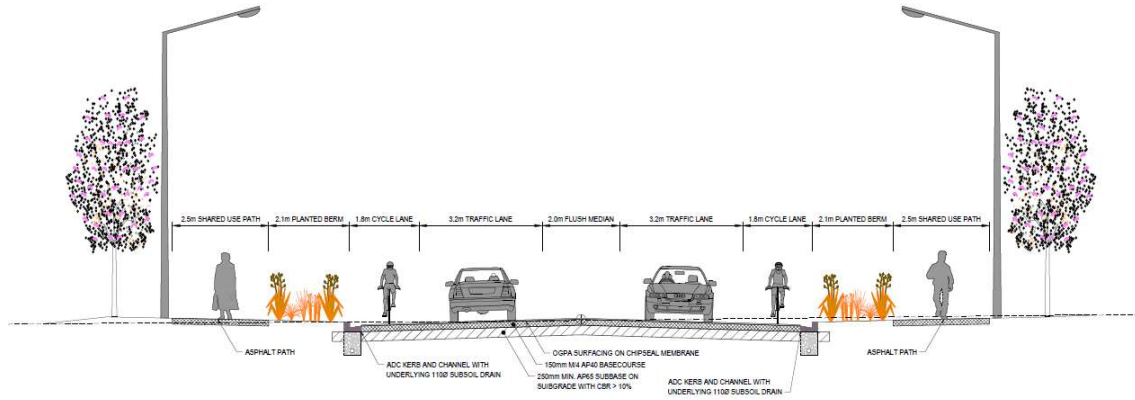 2.5m SHARED USE PATH
2.1m PLANTED BERM
1.8m CYCLE LANE
3.2m TRAFFIC LANE
2.0m FLUSH MEDIAN
3.2m TRAFFIC LANE
1.8m CYCLE LANE
2.1m PLANTED BERM
2.5m SHARED USE PATH
ASPHALT PATH
ADC KERB AND CHANNEL WITH
UNDERLYING 110Ø SUBSOIL DRAIN
OGPA SURFACING ON CHIPSEAL MEMBRANE
150mm M/4 AP40 BASECOURSE
250mm MIN. AP65 SUBBASE ON
SUIBGRADE WITH CBR > 10%
ADC KERB AND CHANNEL WITH
UNDERLYING 110Ø SUBSOIL DRAIN
ASPHALT PATH